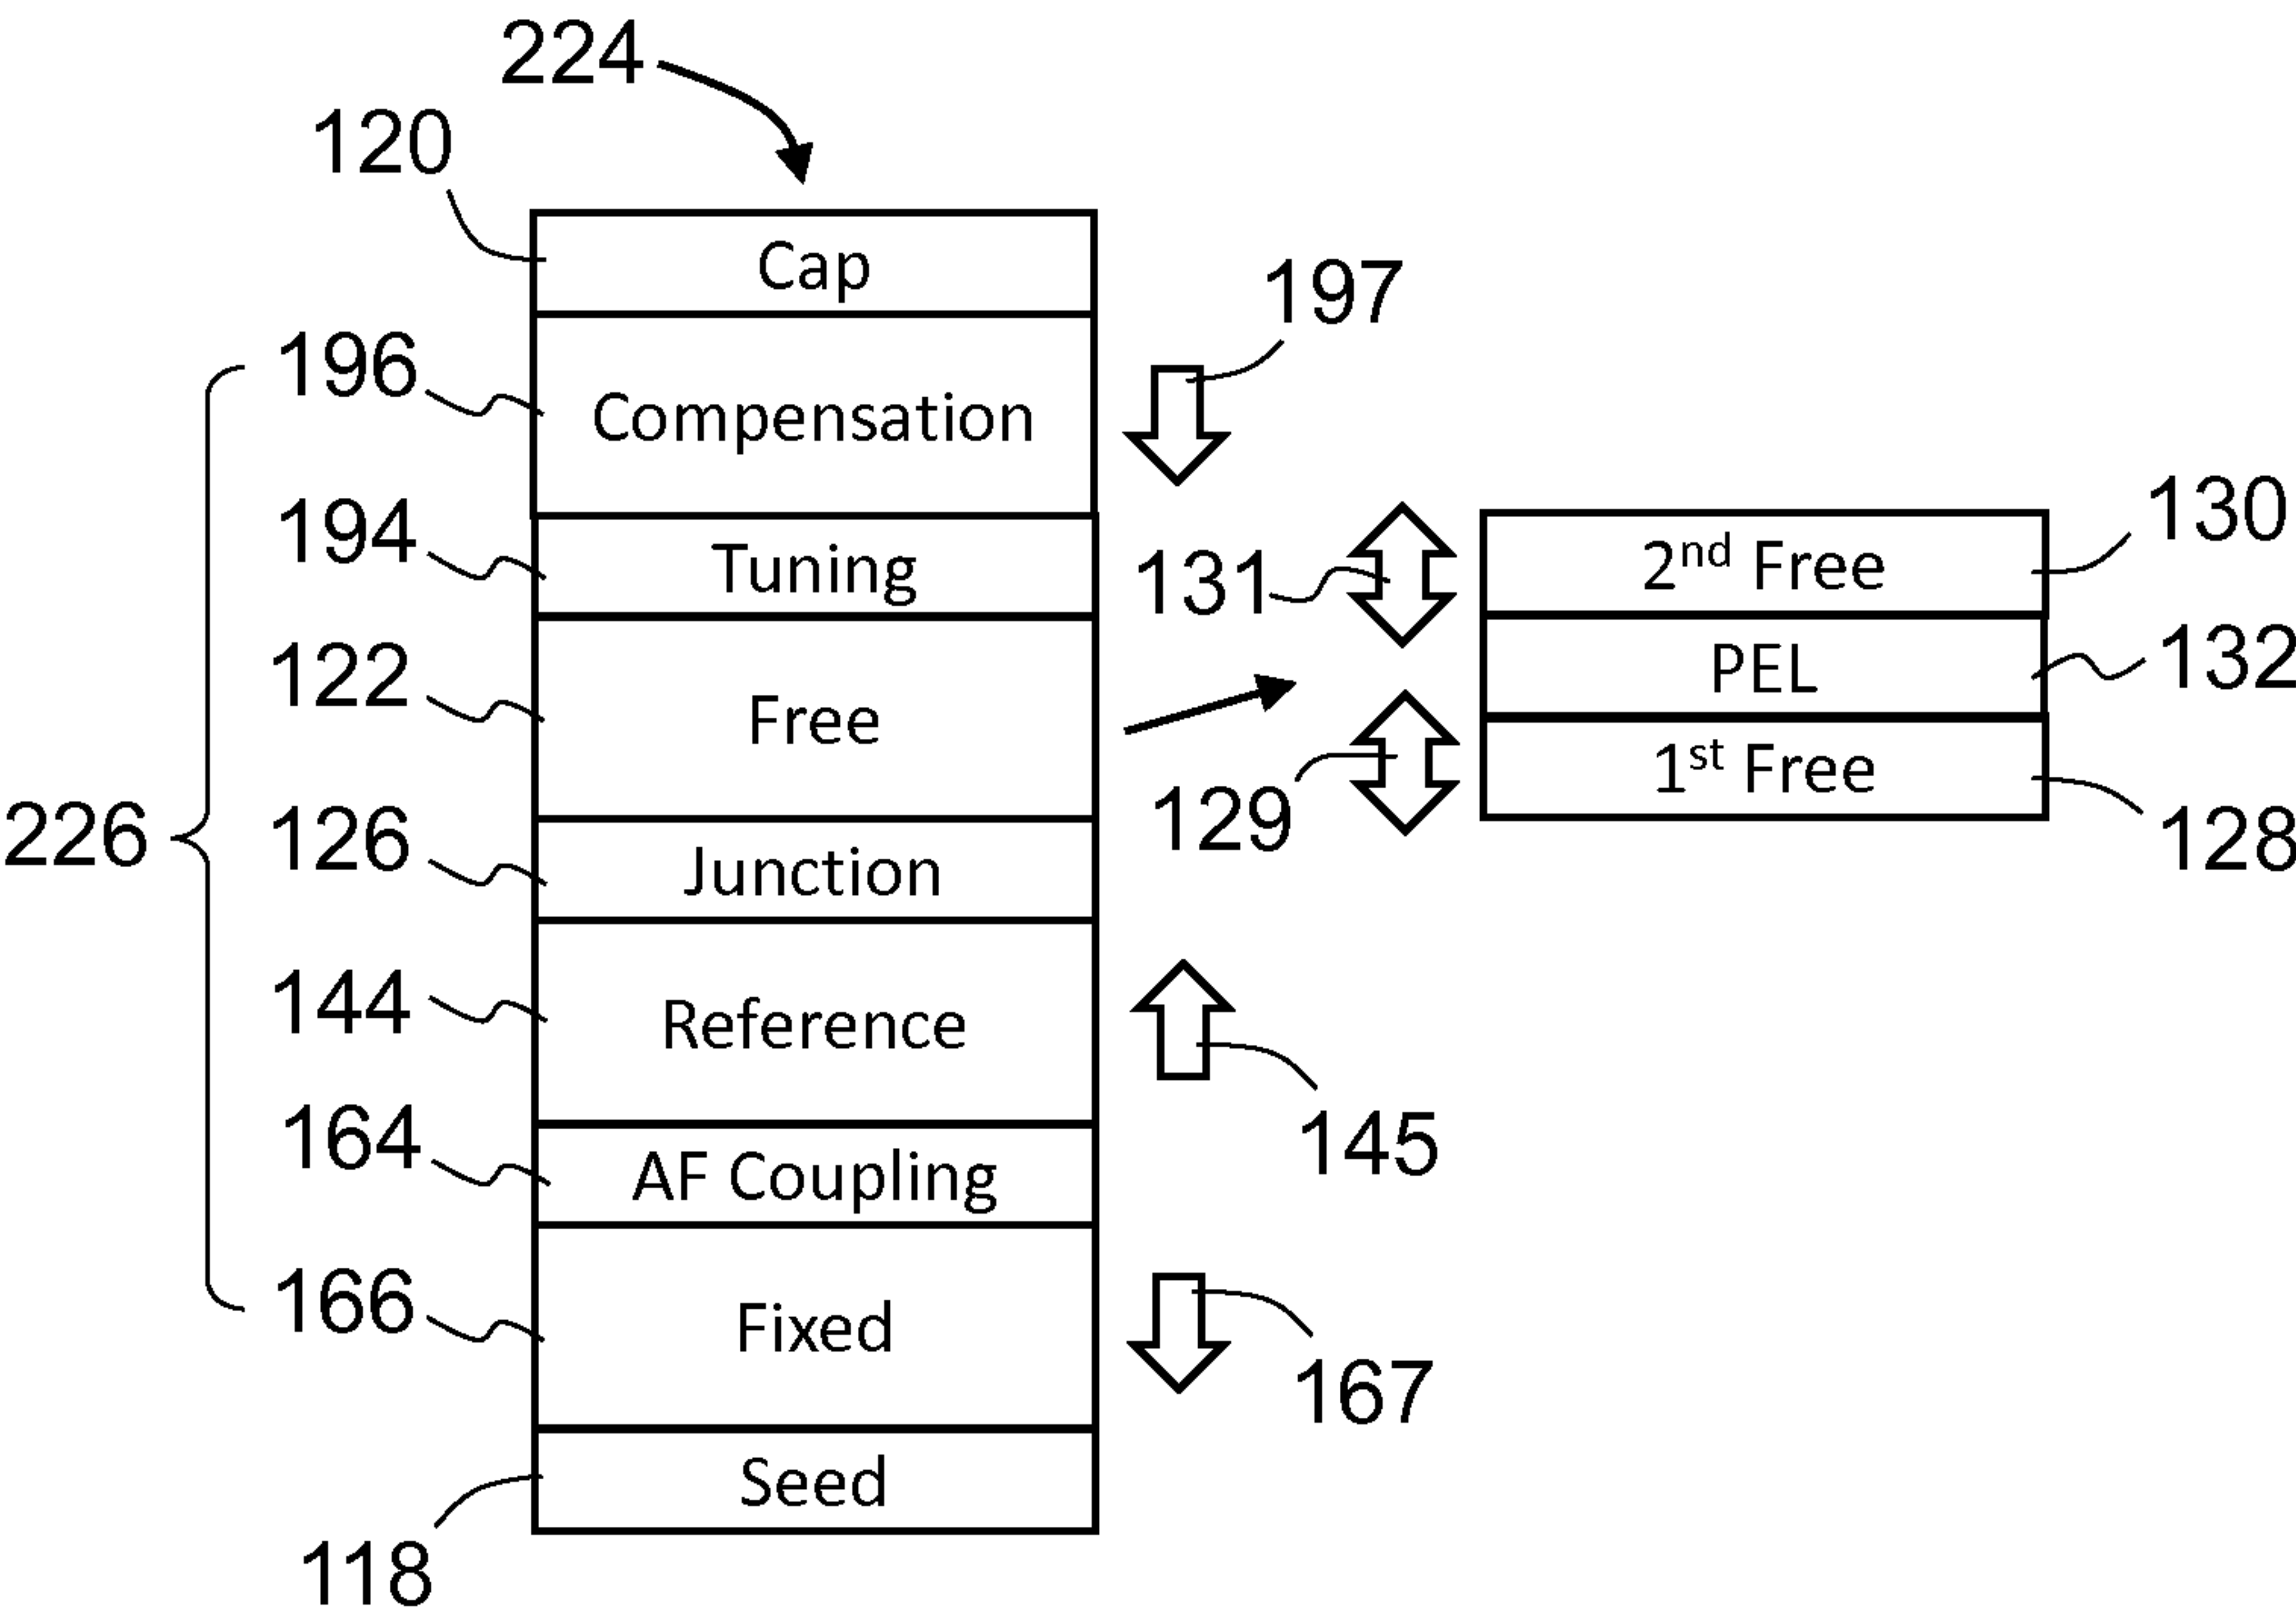 224
120
Cap
197
196
Compensation
130
194
Tuning
131
2nd Free
122
Free
PEL
132
129
1st Free
128
226
126
Junction
144
Reference
145
164
AF Coupling
166
Fixed
167
Seed
118